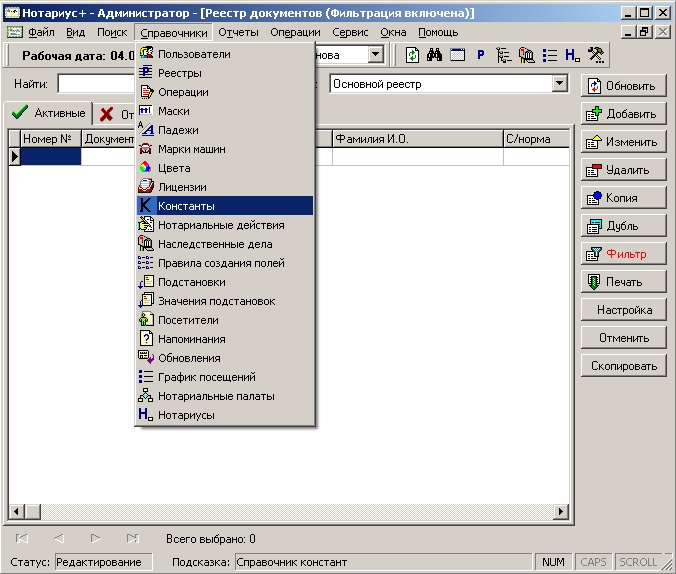 Нотариус+ - Администратор - [Реестр документов (Фильтрация включена)]
Файл Вид Поиск Справочники Отчеты Операции Сервис Окна Помощь
Рабочая дата: 04.0
нова
P
H.
Найти:
:
Основной реестр
Активные
От
Номер №
Документ
Фамилия И.О.
С/норма
Пользователи
Реестры
Операции
Маски
Падежи
Марки машин
Цвета
Лицензии
Константы
Нотариальные действия
Наследственные дела
Правила создания полей
Подстановки
Значения подстановок
Посетители
Напоминания
Обновления
График посещений
Нотариальные палаты
Нотариусы
Обновить
Добавить
Изменить
Удалить
Копия
Дубль
Фильтр
Печать
Настройка
Отменить
Скопировать
Всего выбрано: 0
Статус: Редактирование Подсказка: Справочник констант NUM CAPS SCROLL